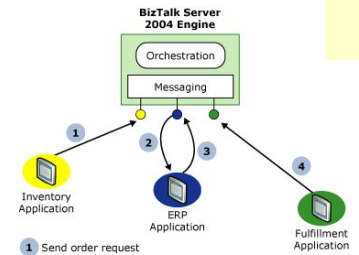 BizTalk Server
2004 Engine
Orchestration
Messaging
1
2
3
4
Inventory
Application
ERP
Application
Fulfillment
Application
1 Send order request